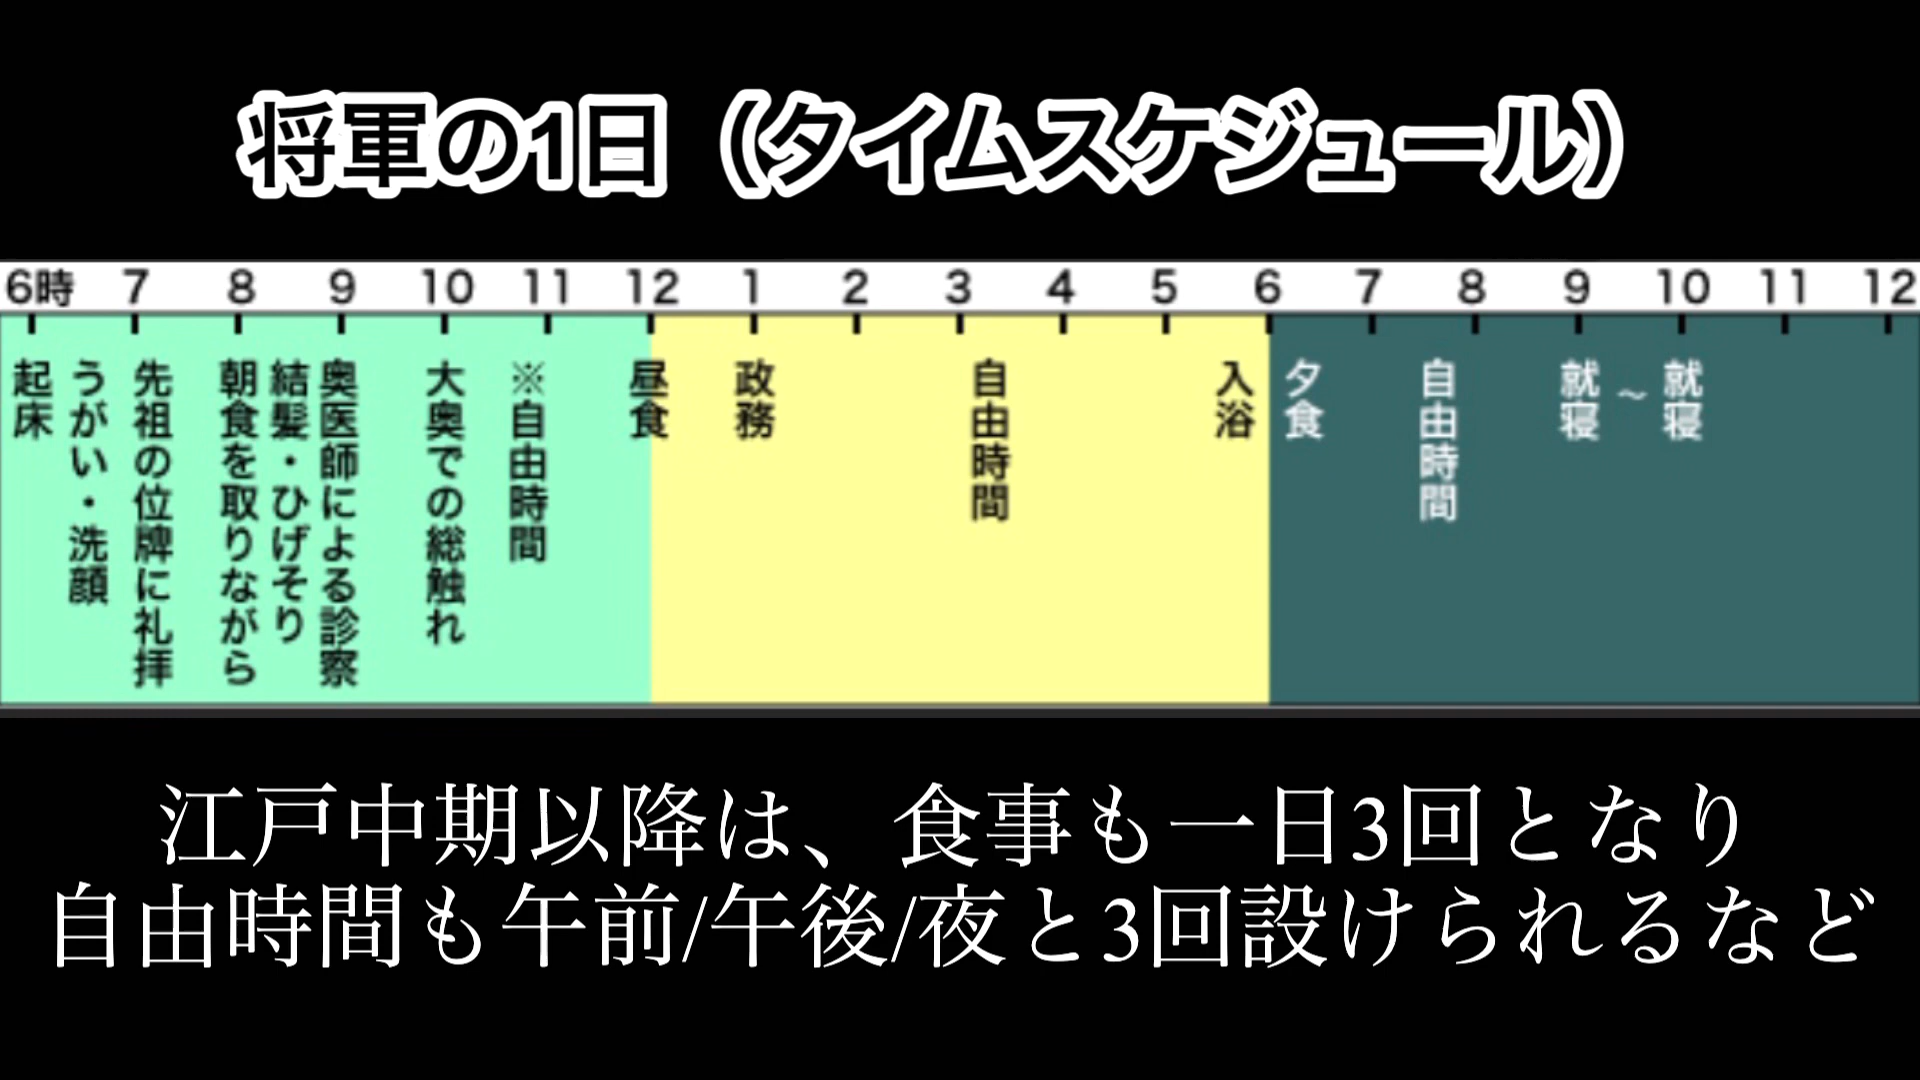 将軍の1日（タイムスケジュール）
6時 7 8 9 10 11 12 1 2 3 4 5 6 7 8 9 10 11 12
起床
うがい・洗顔
先祖の位牌に礼拝
朝食を取りながら
結髪・ひげそり
奥医師による診察
大奥での総触れ
※自由時間
昼食
政務
自由時間
入浴
夕食
自由時間
就寝
～
就寝
江戸中期以降は、食事も一日3回となり
自由時間も午前/午後/夜と3回設けられるなど